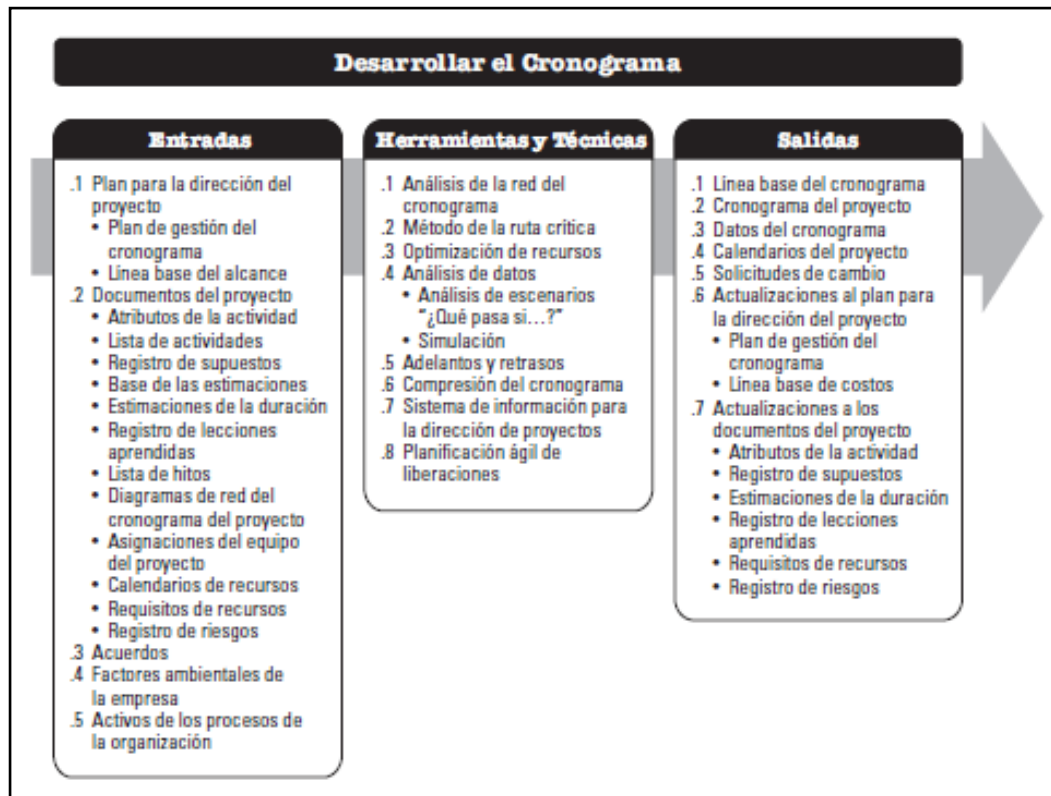 Desarrollar el Cronograma
Entradas
.1 Plan para la dirección del
proyecto
• Plan de gestión del
cronograma
• Línea base del alcance
.2 Documentos del proyecto
• Atributos de la actividad
• Lista de actividades
• Registro de supuestos
• Base de las estimaciones
• Estimaciones de la duración
• Registro de lecciones
aprendidas
• Lista de hitos
• Diagramas de red del
cronograma del proyecto
• Asignaciones del equipo
del proyecto
• Calendarios de recursos
• Requisitos de recursos
• Registro de riesgos
.3 Acuerdos
.4 Factores ambientales de
la empresa
.5 Activos de los procesos de
la organización
Herramientas y Técnicas
.1 Análisis de la red del
cronograma
.2 Método de la ruta crítica
.3 Optimización de recursos
.4 Análisis de datos
• Análisis de escenarios
"¿Qué pasa si...?"
• Simulación
.5 Adelantos y retrasos
.6 Compresión del cronograma
.7 Sistema de información para
la dirección de proyectos
.8 Planificación ágil de
liberaciones
Salidas
.1 Línea base del cronograma
.2 Cronograma del proyecto
.3 Datos del cronograma
.4 Calendarios del proyecto
.5 Solicitudes de cambio
.6 Actualizaciones al plan para
la dirección del proyecto
• Plan de gestión del
cronograma
• Línea base de costos
.7 Actualizaciones a los
documentos del proyecto
• Atributos de la actividad
• Registro de supuestos
• Estimaciones de la duración
• Registro de lecciones
aprendidas
• Requisitos de recursos
• Registro de riesgos